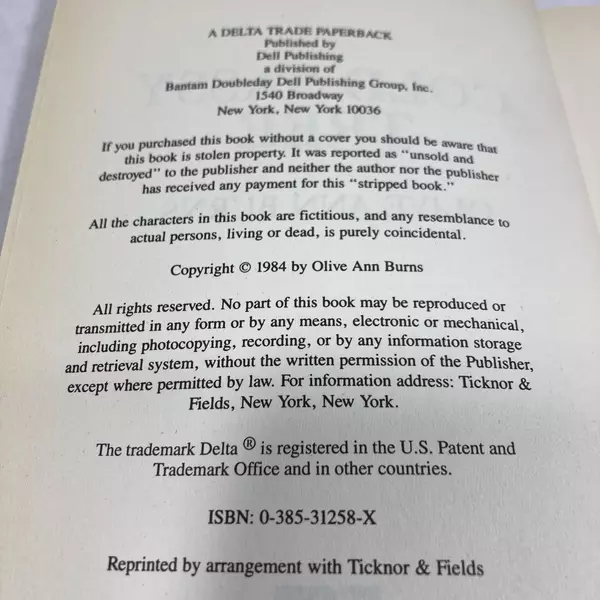 A DELTA TRADE PAPERBACK
Published by
Dell Publishing
a division of
Bantam Doubleday Dell Publishing Group, Inc.
1540 Broadway
New York, New York 10036
If you purchased this book without a cover you should be aware that
this book is stolen property. It was reported as "unsold and
destroyed" to the publisher and neither the author nor the publisher
has received any payment for this "stripped book."
All the characters in this book are fictitious, and any resemblance to
actual persons, living or dead, is purely coincidental.
Copyright © 1984 by Olive Ann Burns
All rights reserved. No part of this book may be reproduced or
transmitted in any form or by any means, electronic or mechanical,
including photocopying, recording, or by any information storage
and retrieval system, without the written permission of the Publisher,
except where permitted by law. For information address: Ticknor &
Fields, New York, New York.
The trademark Delta ® is registered in the U.S. Patent and
Trademark Office and in other countries.
ISBN: 0-385-31258-X
Reprinted by arrangement with Ticknor & Fields